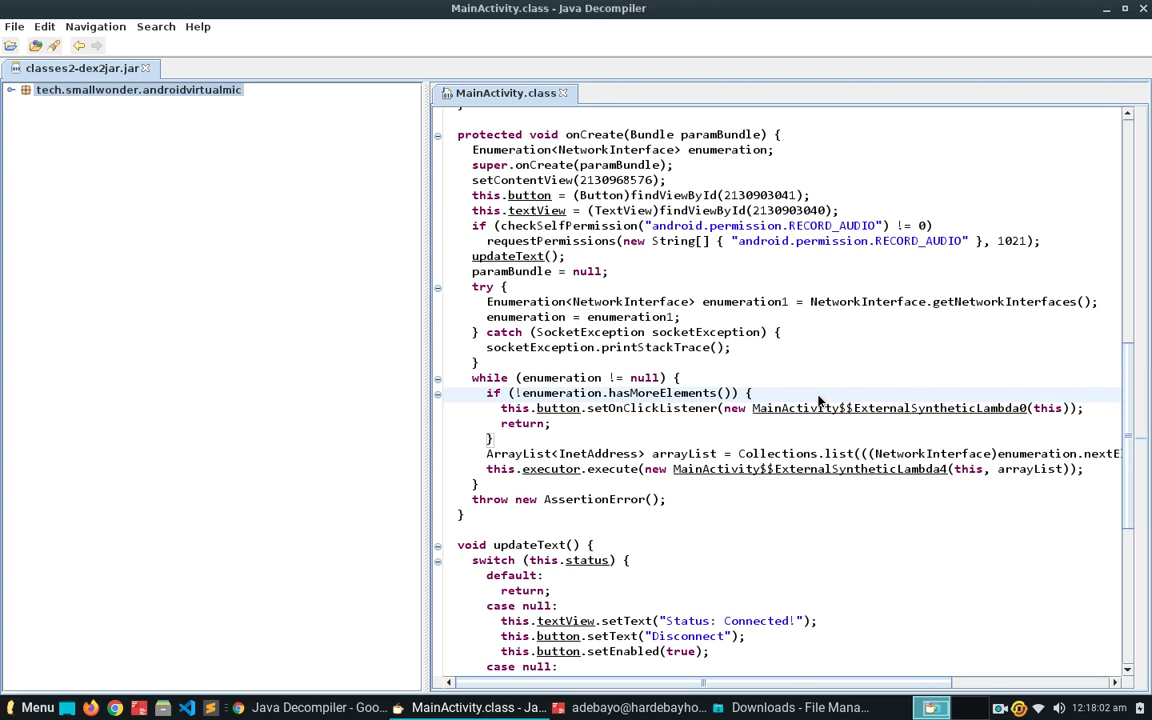 MainActivity.class - Java Decompiler
File Edit Navigation Search Help
classes2-dex2jar.jar
tech.smallwonder.androidvirtualmic
MainActivity.class
}
protected void onCreate(Bundle paramBundle) {
Enumeration<NetworkInterface> enumeration;
super.onCreate(paramBundle);
setContentView(2130968576);
this.button = (Button)findViewById(2130903041);
this.textView = (TextView)findViewById(2130903040);
if (checkSelfPermission("android.permission.RECORD_AUDIO") != 0)
requestPermissions(new String[] { "android.permission.RECORD_AUDIO" }, 1021);
updateText();
paramBundle = null;
try {
Enumeration<NetworkInterface> enumeration1 = NetworkInterface.getNetworkInterfaces();
enumeration = enumeration1;
} catch (SocketException socketException) {
socketException.printStackTrace();
}
while (enumeration != null) {
if (!enumeration.hasMoreElements()) {
this.button.setOnClickListener(new MainActivity$$ExternalSyntheticLambda0(this));
return;
}
ArrayList<InetAddress> arrayList = Collections.list(((NetworkInterface)enumeration.nextE
this.executor.execute(new MainActivity$$ExternalSyntheticLambda4(this, arrayList));
}
throw new AssertionError();
}
void updateText() {
switch (this.status) {
default:
return;
case null:
this.textView.setText("Status: Connected!");
this.button.setText("Disconnect");
this.button.setEnabled(true);
case null:
Menu Java Decompiler - Goo... MainActivity.class - Ja... adebayo@hardebayho... Downloads - File Mana... 12:18:02 am